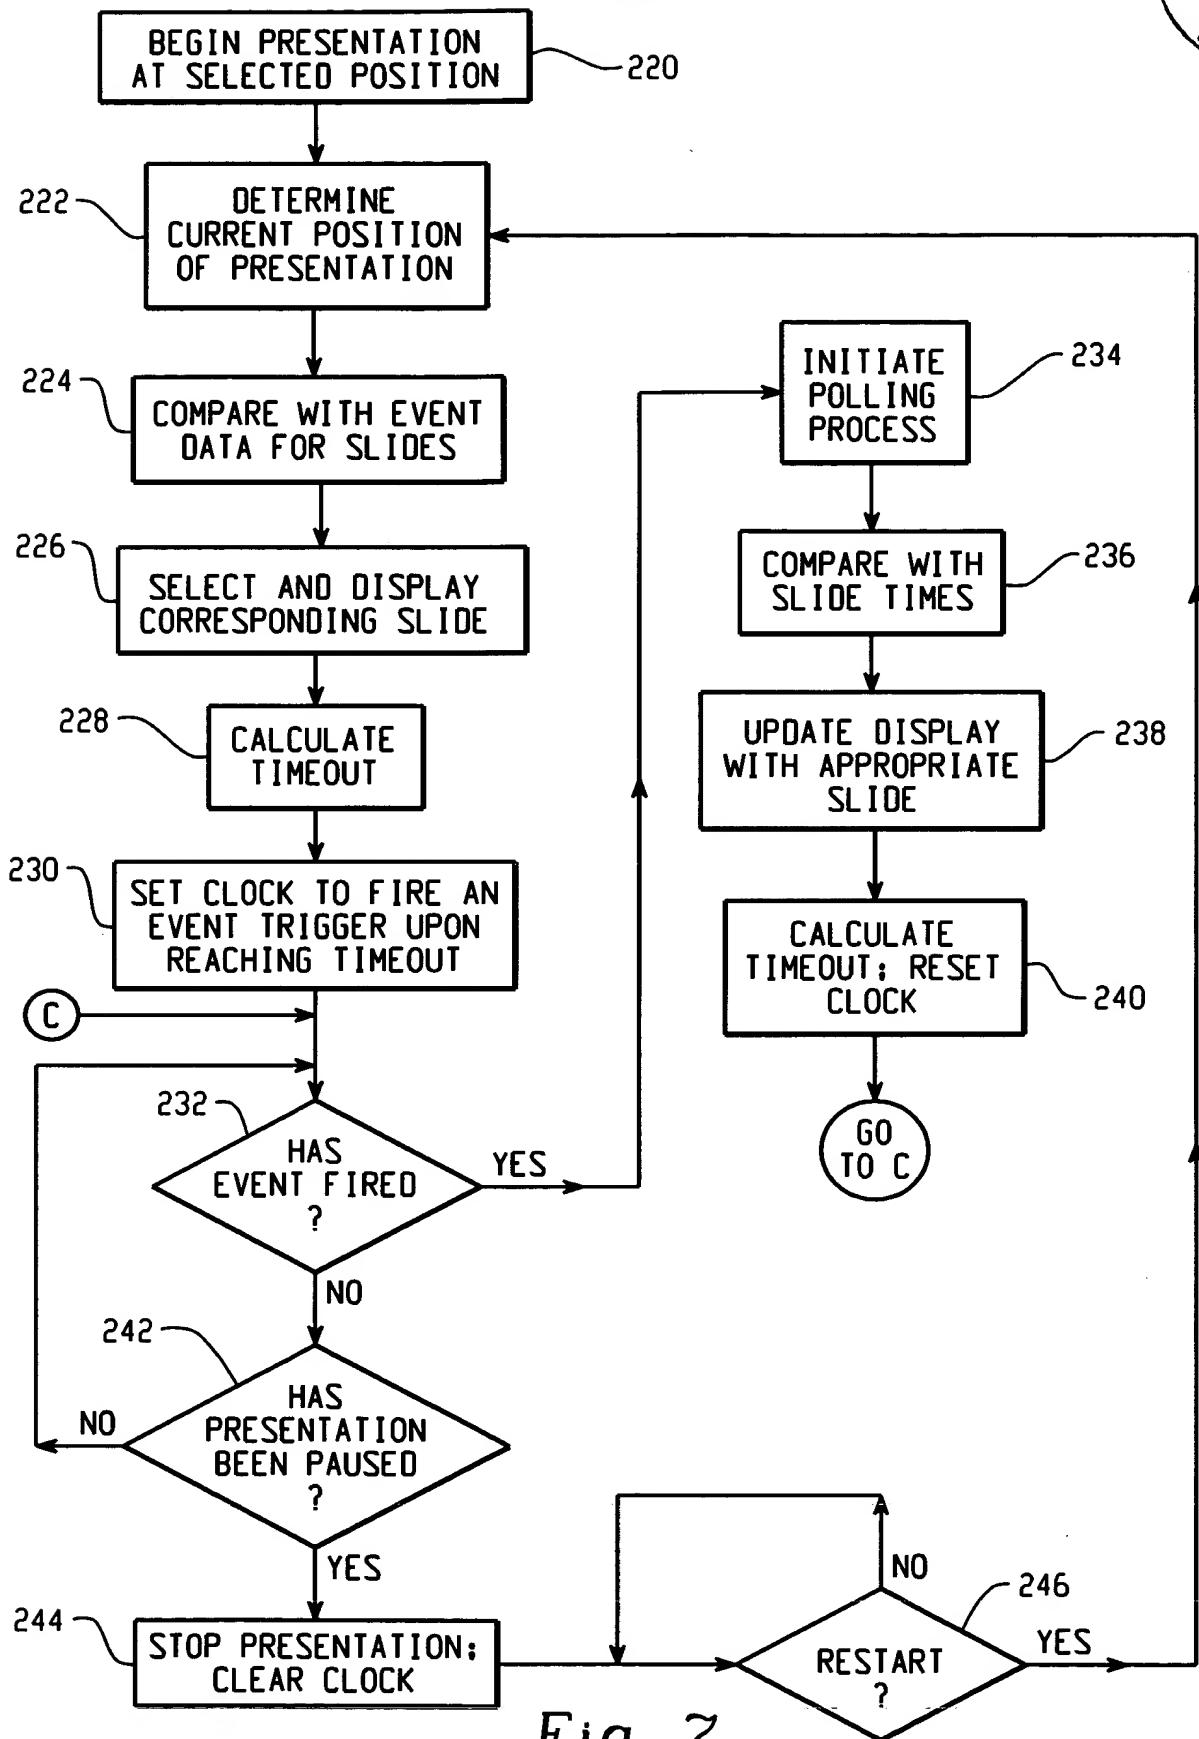 BEGIN PRESENTATION
AT SELECTED POSITION
220
222
DETERMINE
CURRENT POSITION
OF PRESENTATION
224
COMPARE WITH EVENT
DATA FOR SLIDES
226
SELECT AND DISPLAY
CORRESPONDING SLIDE
228
CALCULATE
TIMEOUT
230
SET CLOCK TO FIRE AN
EVENT TRIGGER UPON
REACHING TIMEOUT
C
232
HAS
EVENT FIRED
?
YES
NO
234
INITIATE
POLLING
PROCESS
236
COMPARE WITH
SLIDE TIMES
238
UPDATE DISPLAY
WITH APPROPRIATE
SLIDE
240
CALCULATE
TIMEOUT; RESET
CLOCK
GO
TO C
242
HAS
PRESENTATION
BEEN PAUSED
?
NO
YES
244
STOP PRESENTATION;
CLEAR CLOCK
246
RESTART
?
NO
YES
Fig. 7